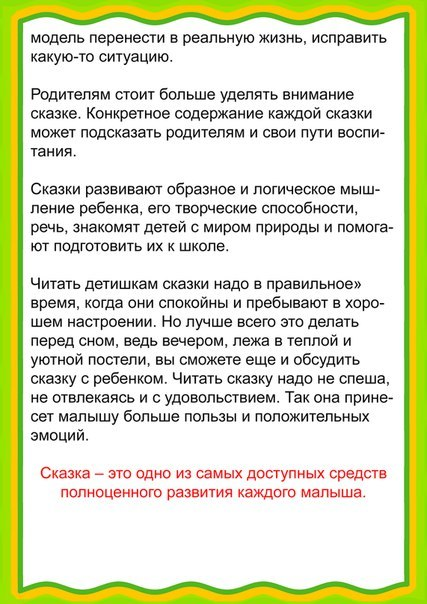 модель перенести в реальную жизнь, исправить
какую-то ситуацию.
Родителям стоит больше уделять внимание
сказке. Конкретное содержание каждой сказки
может подсказать родителям и свои пути воспи-
тания.
Сказки развивают образное и логическое мыш-
ление ребенка, его творческие способности,
речь, знакомят детей с миром природы и помога-
ют подготовить их к школе.
Читать детишкам сказки надо в правильное»
время, когда они спокойны и пребывают в хоро-
шем настроении. Но лучше всего это делать
перед сном, ведь вечером, лежа в теплой и
уютной постели, вы сможете еще и обсудить
сказку с ребенком. Читать сказку надо не спеша,
не отвлекаясь и с удовольствием. Так она прине-
сет малышу больше пользы и положительных
эмоций.
Сказка – это одно из самых доступных средств
полноценного развития каждого малыша.